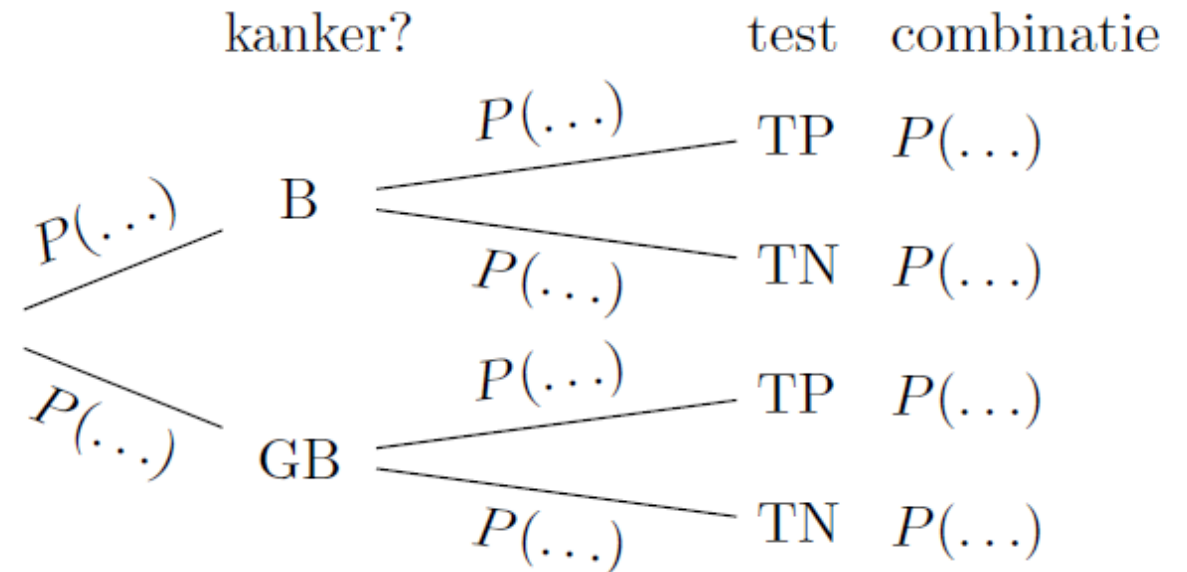 kanker? test combinatie
P(...)
TP P(...)
P(...)
B
P(...)
TN P(...)
P(...)
P(...)
TP P(...)
GB
P(...)
TN P(...)